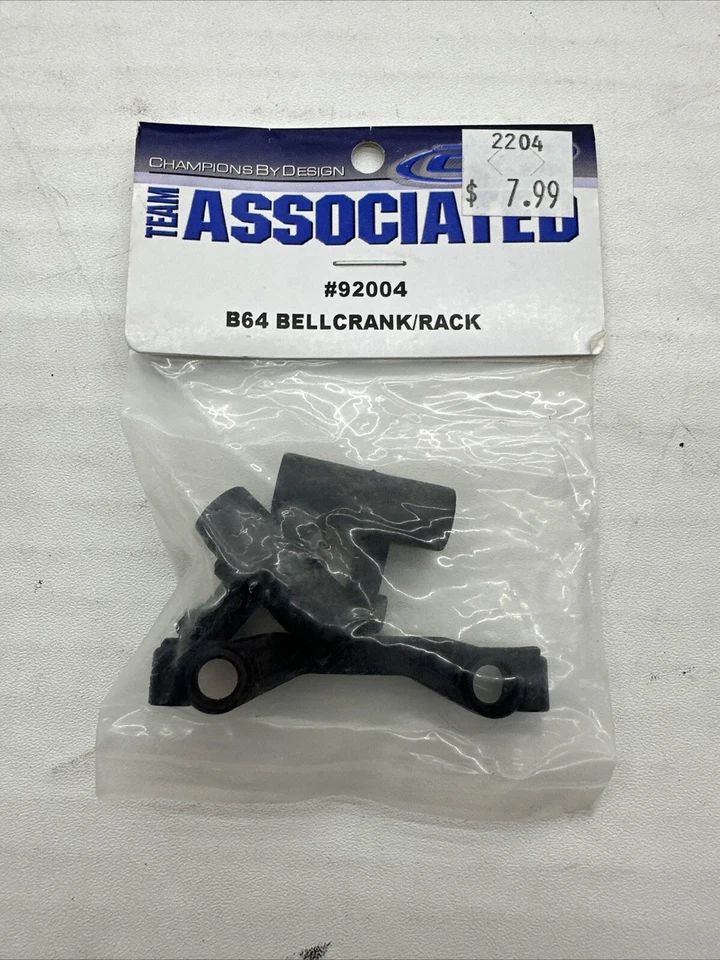 CHAMPIONS BY DESIGN
2204
$ 7.99
TEAM ASSOCIATED
#92004
B64 BELLCRANK/RACK